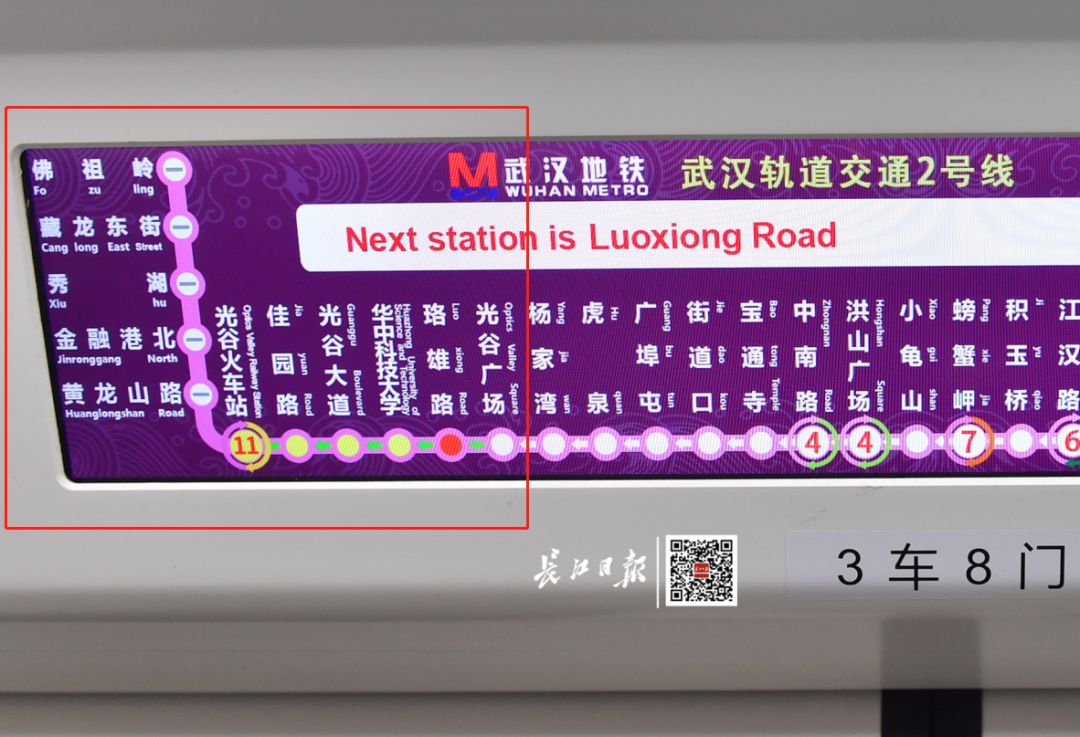 武汉地铁
WUHAN METRO
武汉轨道交通2号线
Next station is Luoxiong Road
佛祖岭
Fo zu ling
藏龙东街
Cang long East Street
秀湖
Xiu hu
金融港北
Jinronggang North
黄龙山路
Huanglongshan Road
光谷火车站
Optics Valley Railway Station
佳园路
Jia yuan Road
光谷大道
Guanggu Boulevard
华中科技大学
Huazhong University of
Science and Technology
珞雄路
Luo xiong Road
光谷广场
Optics Valley Square
杨家湾
Yang jia wan
虎泉
Hu quan
广埠屯
Guang bu tun
街道口
Jie dao kou
宝通寺
Bao tong Temple
中南路
Zhongnan Road
洪山广场
Hongshan Square
小龟山
Xiao gui shan
螃蟹岬
Pang xie jia
积玉桥
Ji yu qiao
江汉路
11
4
4
7
6
长江日报
3车8门